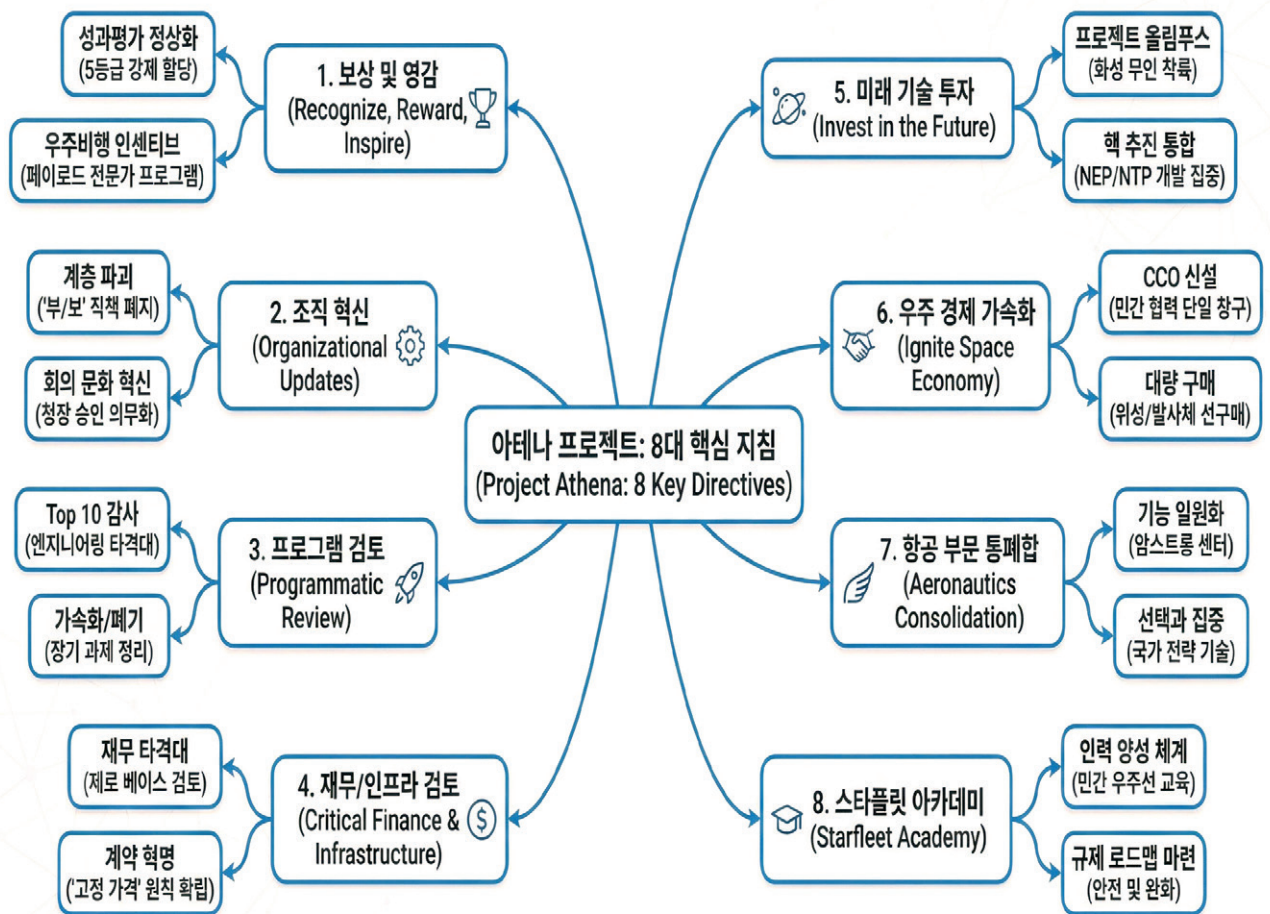 아테나 프로젝트: 8대 핵심 지침
(Project Athena: 8 Key Directives)
1. 보상 및 영감
(Recognize, Reward,
Inspire)
성과평가 정상화
(5등급 강제 할당)
우주비행 인센티브
(페이로드 전문가 프로그램)
2. 조직 혁신
(Organizational
Updates)
계층 파괴
('부/보' 직책 폐지)
회의 문화 혁신
(청장 승인 의무화)
3. 프로그램 검토
(Programmatic
Review)
Top 10 감사
(엔지니어링 타격대)
가속화/폐기
(장기 과제 정리)
4. 재무/인프라 검토
(Critical Finance &
Infrastructure)
$
재무 타격대
(제로 베이스 검토)
계약 혁명
('고정 가격' 원칙 확립)
5. 미래 기술 투자
(Invest in the Future)
프로젝트 올림푸스
(화성 무인 착륙)
핵 추진 통합
(NEP/NTP 개발 집중)
6. 우주 경제 가속화
(Ignite Space
Economy)
CCO 신설
(민간 협력 단일 창구)
대량 구매
(위성/발사체 선구매)
7. 항공 부문 통폐합
(Aeronautics
Consolidation)
기능 일원화
(암스트롱 센터)
선택과 집중
(국가 전략 기술)
8. 스타플릿 아카데미
(Starfleet Academy)
인력 양성 체계
(민간 우주선 교육)
규제 로드맵 마련
(안전 및 완화)